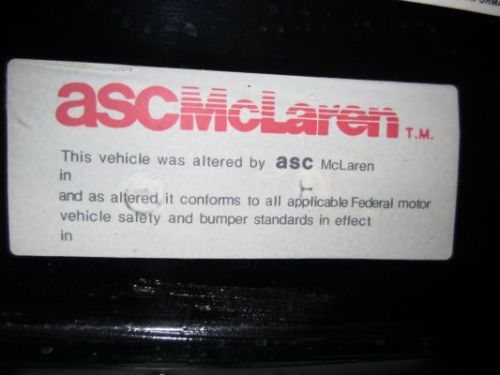 ascMcLaren T.M.
This vehicle was altered by asc McLaren
in
and as altered it conforms to all applicable Federal motor
vehicle safety and bumper standards in effect
in